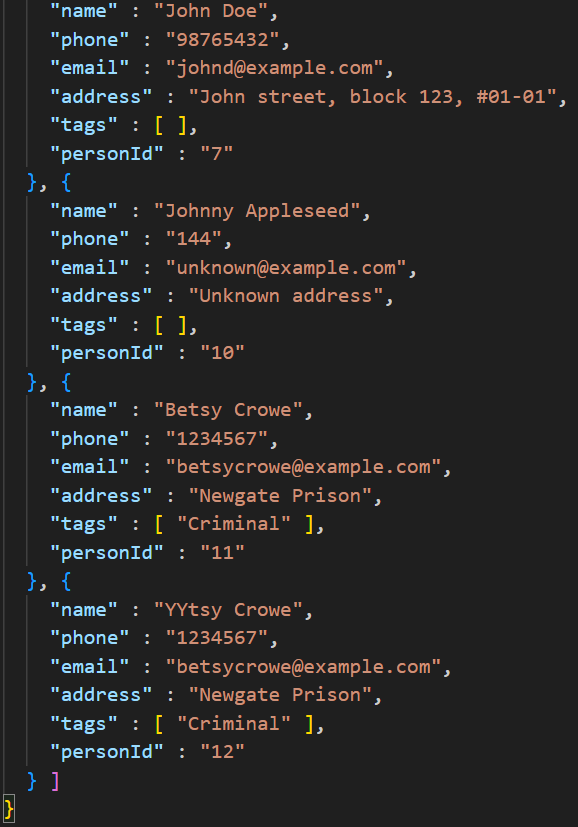 "name" : "John Doe",
"phone" : "98765432",
"email" : "johnd@example.com",
"address" : "John street, block 123, #01-01",
"tags" : [ ],
"personId" : "7"
}, {
"name" : "Johnny Appleseed",
"phone" : "144",
"email" : "unknown@example.com",
"address" : "Unknown address",
"tags" : [ ],
"personId" : "10"
}, {
"name" : "Betsy Crowe",
"phone" : "1234567",
"email" : "betsycrowe@example.com",
"address" : "Newgate Prison",
"tags" : [ "Criminal" ],
"personId" : "11"
}, {
"name" : "YYtsy Crowe",
"phone" : "1234567",
"email" : "betsycrowe@example.com",
"address" : "Newgate Prison",
"tags" : [ "Criminal" ],
"personId" : "12"
} ]
}